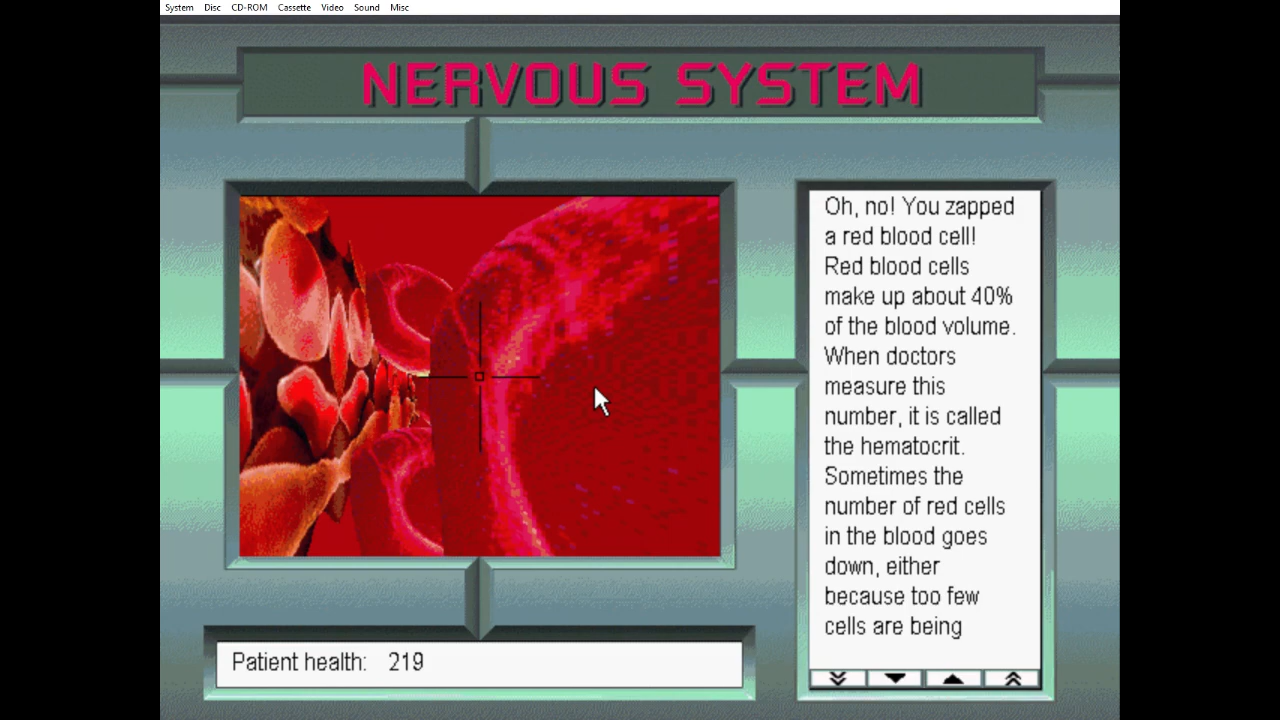 System Disc CD-ROM Cassette Video Sound Misc
NERVOUS SYSTEM
Oh, no! You zapped
a red blood cell!
Red blood cells
make up about 40%
of the blood volume.
When doctors
measure this
number, it is called
the hematocrit.
Sometimes the
number of red cells
in the blood goes
down, either
because too few
cells are being
Patient health: 219